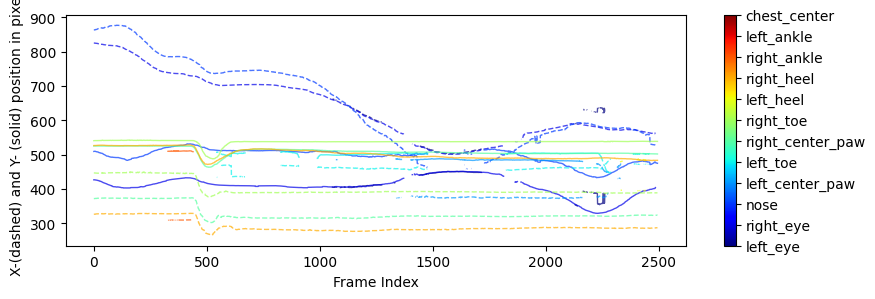 900
800
700
600
500
400
300
0
500
1000
1500
2000
2500
Frame Index
X-(dashed) and Y- (solid) position in pixe
chest_center
left_ankle
right_ankle
right_heel
left_heel
right_toe
right_center_paw
left_toe
left_center_paw
nose
right_eye
left_eye